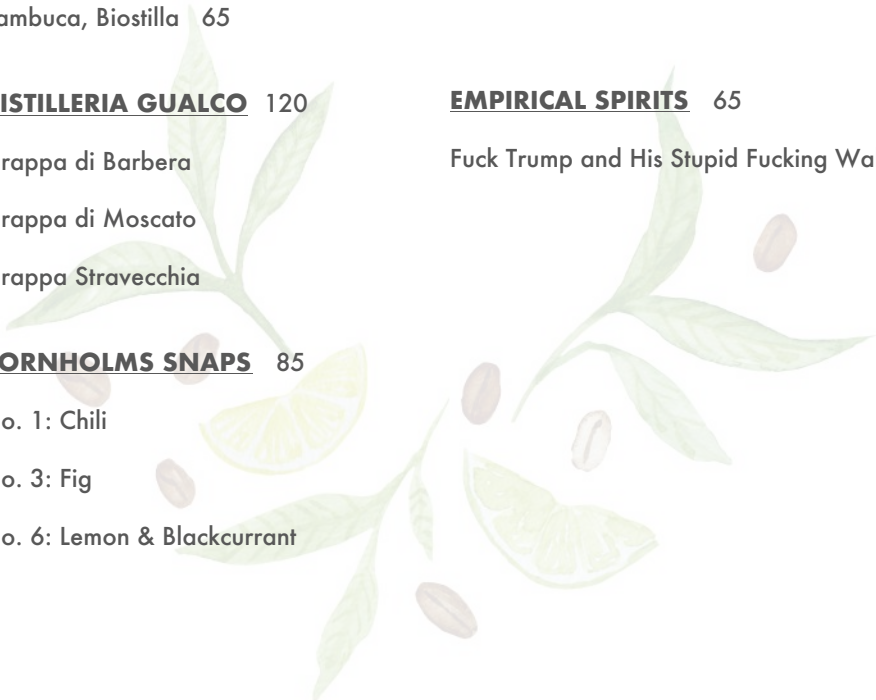 ambuca, Biostilla 65
ISTILLERIA GUALCO 120
rappa di Barbera
rappa di Moscato
rappa Stravecchia
ORNHOLMS SNAPS 85
o. 1: Chili
o. 3: Fig
o. 6: Lemon & Blackcurrant
EMPIRICAL SPIRITS 65
Fuck Trump and His Stupid Fucking Wa